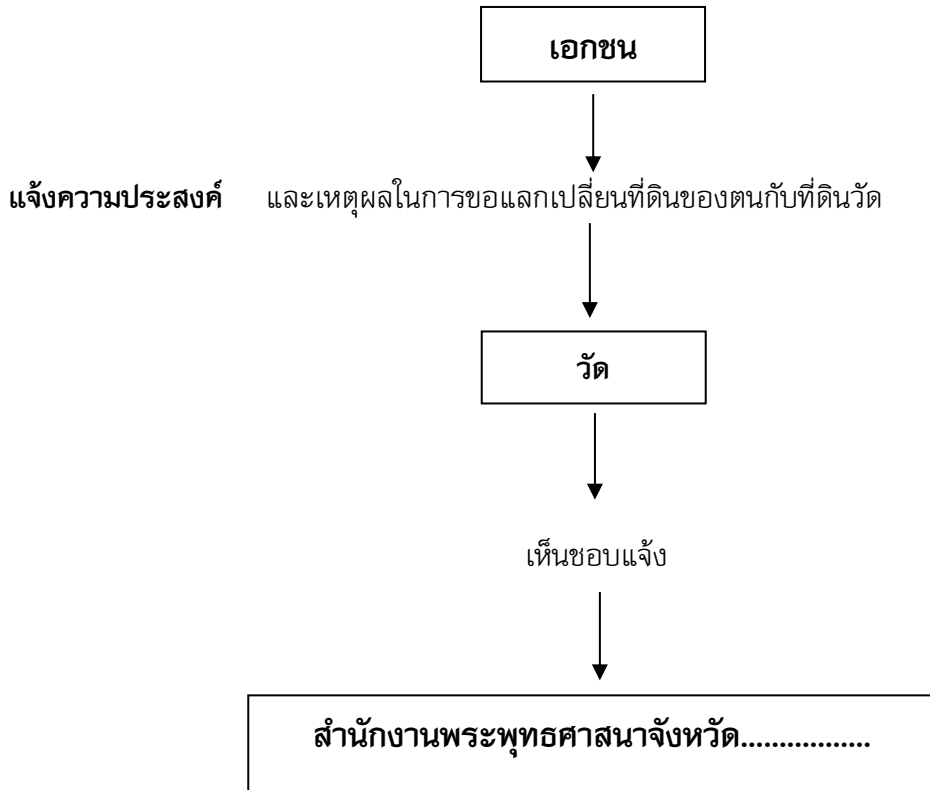 เอกชน
แจ้งความประสงค์ และเหตุผลในการขอแลกเปลี่ยนที่ดินของตนกับที่ดินวัด
วัด
เห็นชอบแจ้ง
สำนักงานพระพุทธศาสนาจังหวัด.................